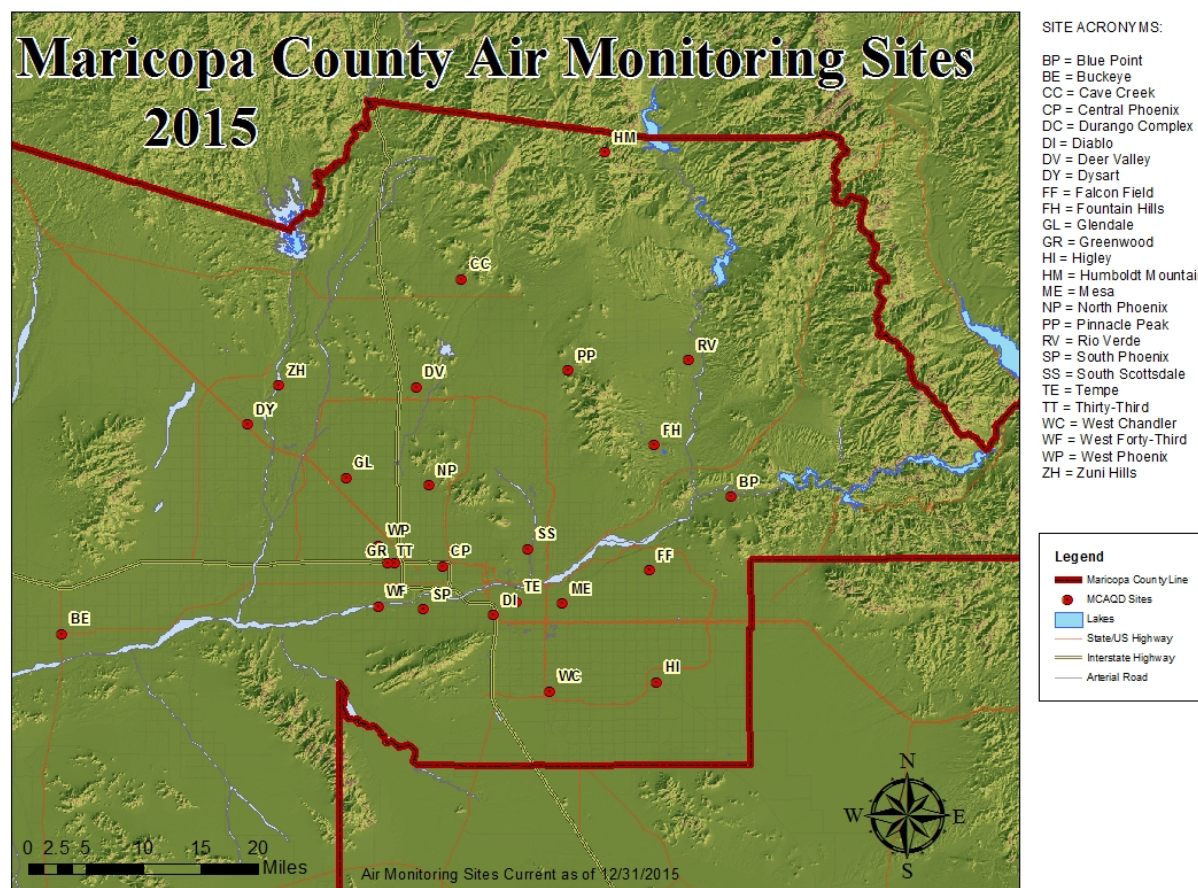 Maricopa County Air Monitoring Sites
2015
HM
CC
RV
PP
ZH
DV
DY
FH
GL
NP
BP
WP
SS
GR
TT
CP
FF
WF
SP
TE
ME
DI
BE
WC
HI
N
W
E
S
0 2.5 5 10 15 20
Miles
Air Monitoring Sites Current as of 12/31/2015
SITE ACRONYMS:
BP = Blue Point
BE = Buckeye
CC = Cave Creek
CP = Central Phoenix
DC = Durango Complex
DI = Diablo
DV = Deer Valley
DY = Dysart
FF = Falcon Field
FH = Fountain Hills
GL = Glendale
GR = Greenwood
HI = Higley
HM = Humboldt Mountain
ME = Mesa
NP = North Phoenix
PP = Pinnacle Peak
RV = Rio Verde
SP = South Phoenix
SS = South Scottsdale
TE = Tempe
TT = Thirty-Third
WC = West Chandler
WF = West Forty-Third
WP = West Phoenix
ZH = Zuni Hills
Legend
Maricopa County Line
MCAQD Sites
Lakes
State/US Highway
Interstate Highway
Arterial Road